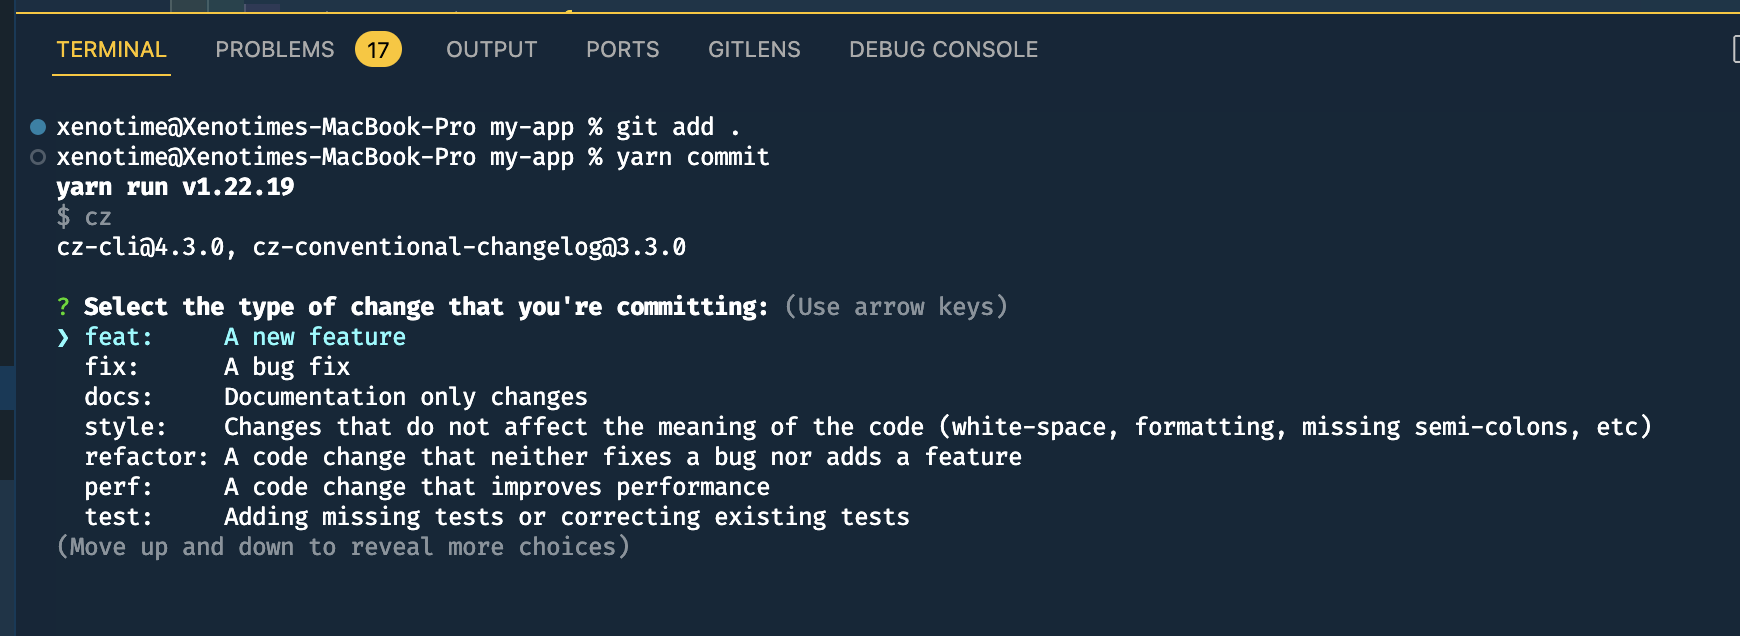 TERMINAL PROBLEMS 17 OUTPUT PORTS GITLENS DEBUG CONSOLE
xenotime@Xenotimes-MacBook-Pro my-app % git add .
xenotime@Xenotimes-MacBook-Pro my-app % yarn commit
yarn run v1.22.19
$ cz
cz-cli@4.3.0, cz-conventional-changelog@3.3.0
? Select the type of change that you're committing: (Use arrow keys)
❯ feat:     A new feature
  fix:      A bug fix
  docs:     Documentation only changes
  style:    Changes that do not affect the meaning of the code (white-space, formatting, missing semi-colons, etc)
  refactor: A code change that neither fixes a bug nor adds a feature
  perf:     A code change that improves performance
  test:     Adding missing tests or correcting existing tests
(Move up and down to reveal more choices)